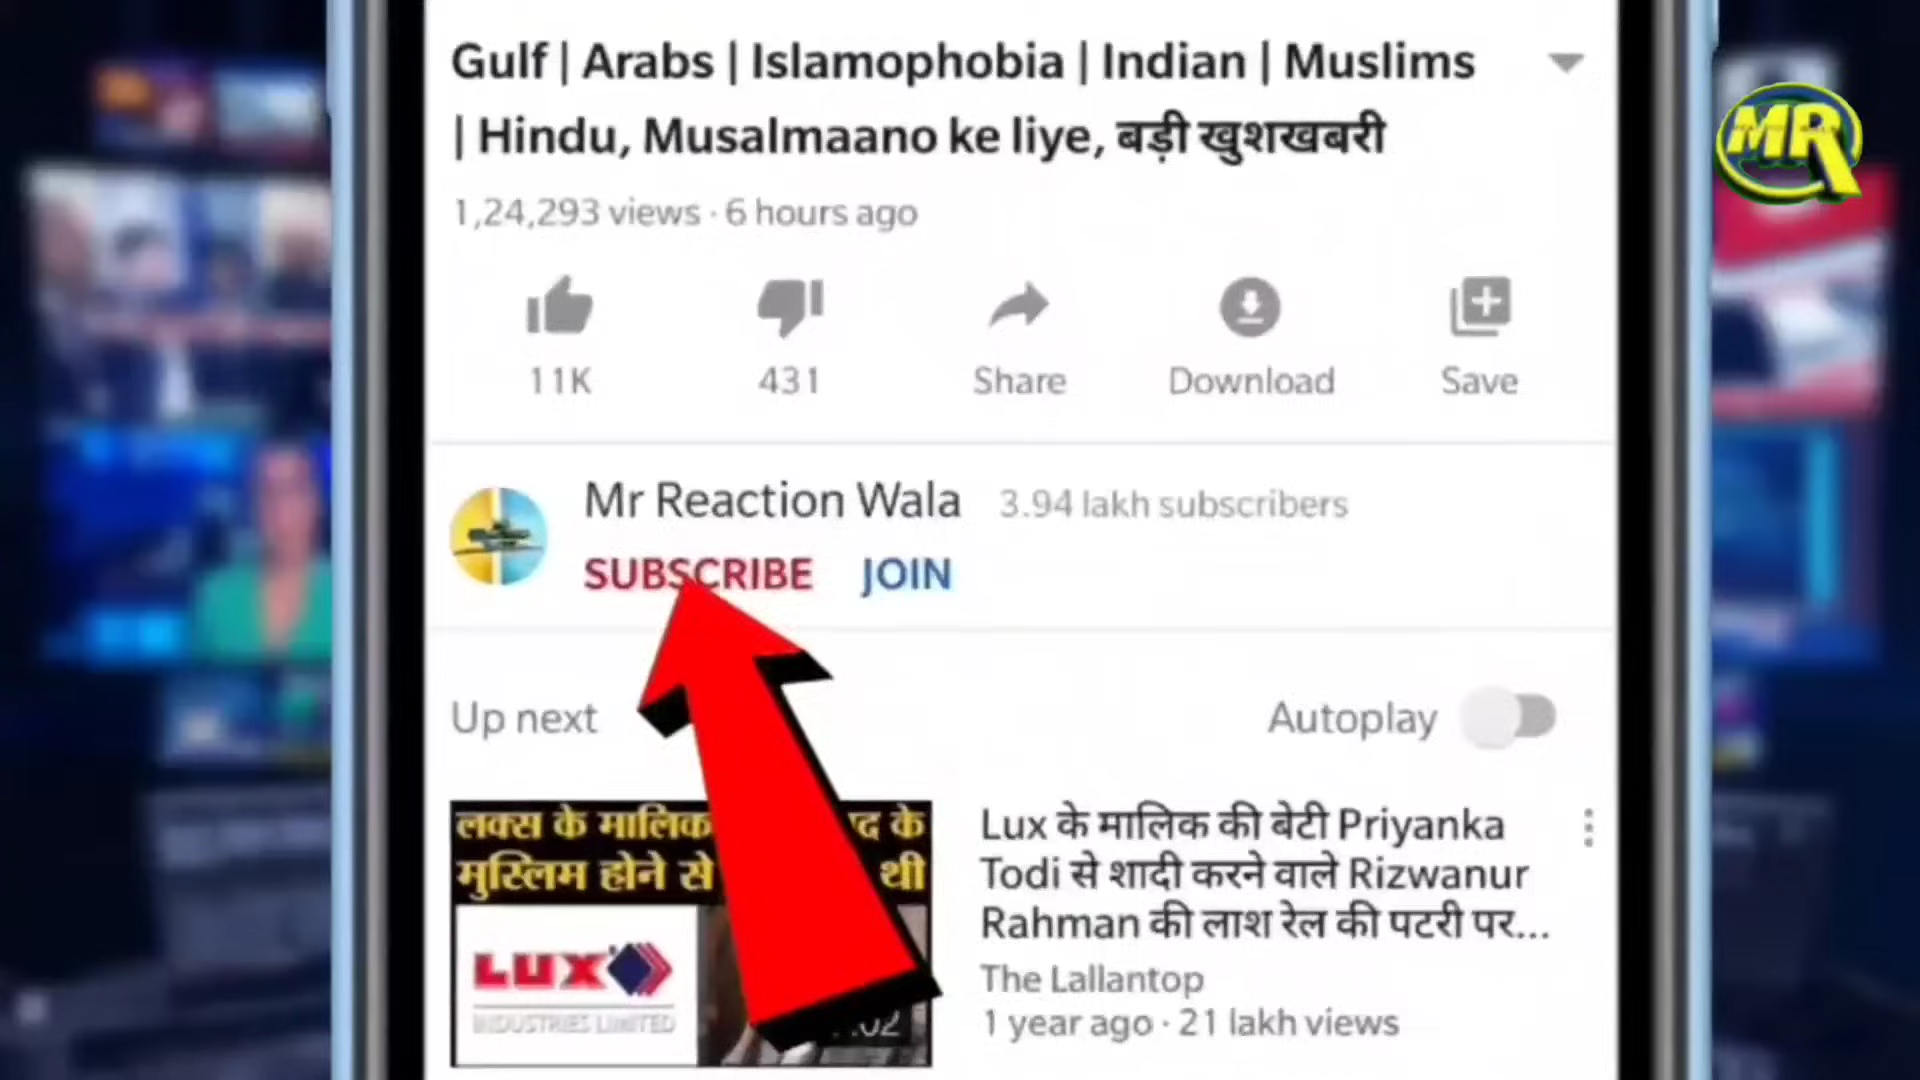 Gulf | Arabs | Islamophobia | Indian | Muslims
| Hindu, Musalmaano ke liye, बड़ी खुशखबरी
MR
1,24,293 views · 6 hours ago
11K
431
Share
Download
Save
Mr Reaction Wala 3.94 lakh subscribers
SUBSCRIBE JOIN
Up next
Autoplay
लक्स के मालिक
द के
मुस्लिम होने से
थी
LUX
INDUSTRIES LIMITED
Lux के मालिक की बेटी Priyanka
Todi से शादी करने वाले Rizwanur
Rahman की लाश रेल की पटरी पर...
The Lallantop
1 year ago · 21 lakh views